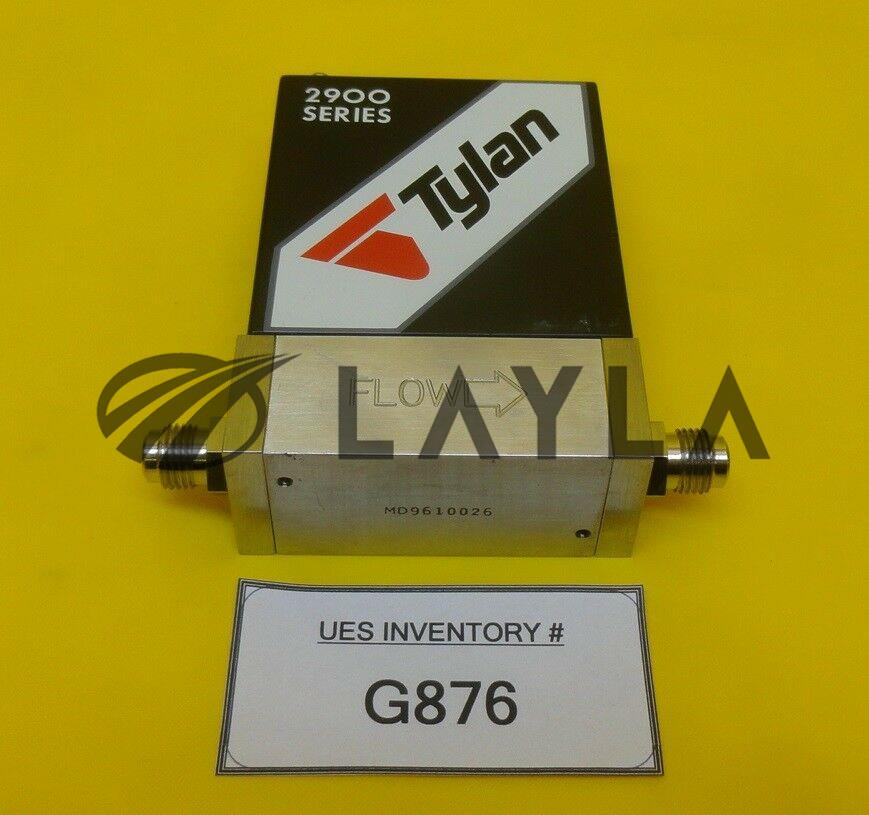 2900
SERIES
Tylan
FLOW
LAYLA
MD9610026
UES INVENTORY #
G876